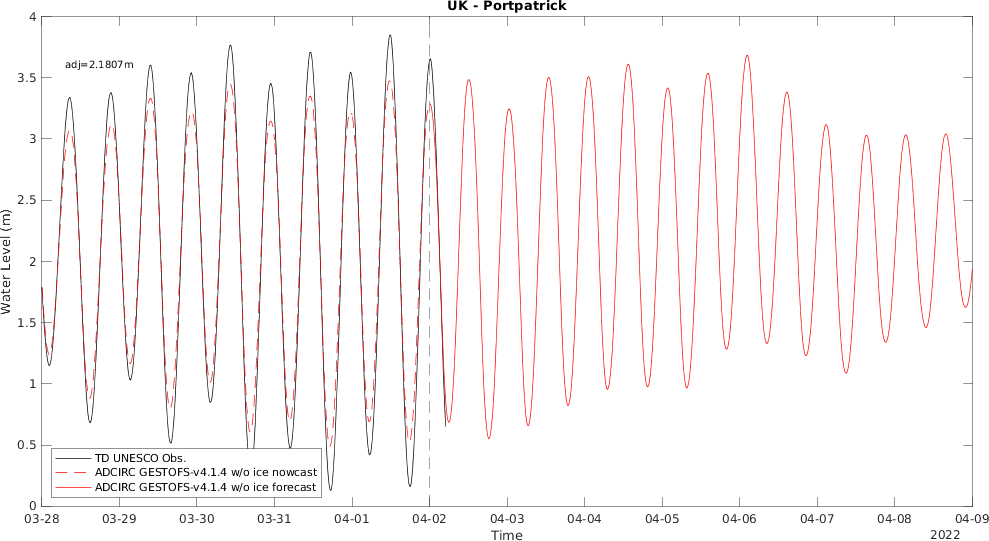 UK - Portpatrick
adj=2.1807m
Water Level (m)
4
3.5
3
2.5
2
1.5
1
0.5
0
TD UNESCO Obs.
ADCIRC GESTOFS-v4.1.4 w/o ice nowcast
ADCIRC GESTOFS-v4.1.4 w/o ice forecast
03-28 03-29 03-30 03-31 04-01 04-02 04-03 04-04 04-05 04-06 04-07 04-08 04-09
Time
2022